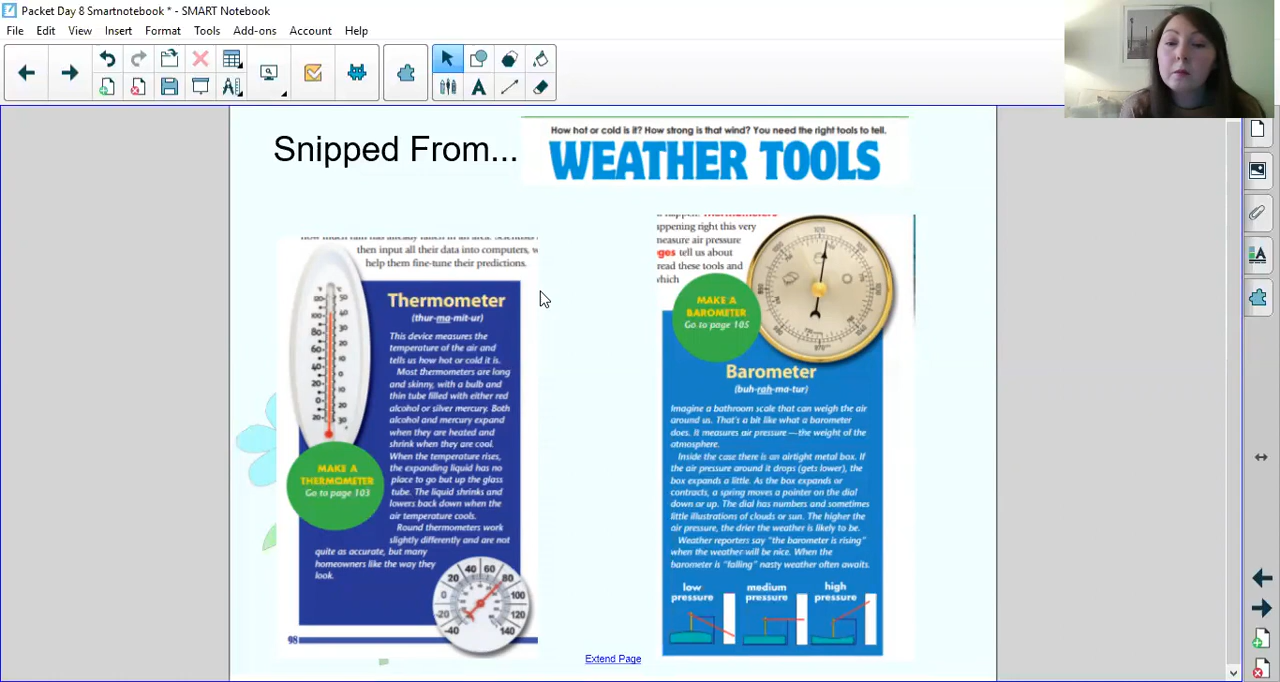 Packet Day 8 Smartnotebook * - SMART Notebook
File Edit View Insert Format Tools Add-ons Account Help
Snipped From...
How hot or cold is it? How strong is that wind? You need the right tools to tell.
WEATHER TOOLS
then input all their data into computers, w
help them fine-tune their predictions.
Thermometer
(thur-ma-mit-ur)
This device measures the
temperature of the air and
tells us how hot or cold it is.
Most thermometers are long
and skinny, with a bulb and
thin tube filled with either red
alcohol or silver mercury. Both
alcohol and mercury expand
when they are heated and
shrink when they are cool.
When the temperature rises,
the expanding liquid has no
place to go but up the glass
tube. The liquid shrinks and
lowers back down when the
air temperature cools.
Round thermometers work
slightly differently and are not
quite as accurate, but many
homeowners like the way they
look.
MAKE A
THERMOMETER
Go to page 103
98
ppening right this very
measure air pressure
ges tell us about
read these tools and
which
MAKE A
BAROMETER
Go to page 105
Barometer
(buh-rah-ma-tur)
Imagine a bathroom scale that can weigh the air
around us. That's a bit like what a barometer
does. It measures air pressure—the weight of the
atmosphere.
Inside the case there is an airtight metal box. If
the air pressure around it drops (gets lower), the
box expands a little. As the box expands or
contracts, a spring moves a pointer on the dial
down or up. The dial has numbers and sometimes
little illustrations of clouds or sun. The higher the
air pressure, the drier the weather is likely to be.
Weather reporters say "the barometer is rising"
when the weather will be nice. When the
barometer is "falling" nasty weather often awaits.
low
pressure
medium
pressure
high
pressure
Extend Page